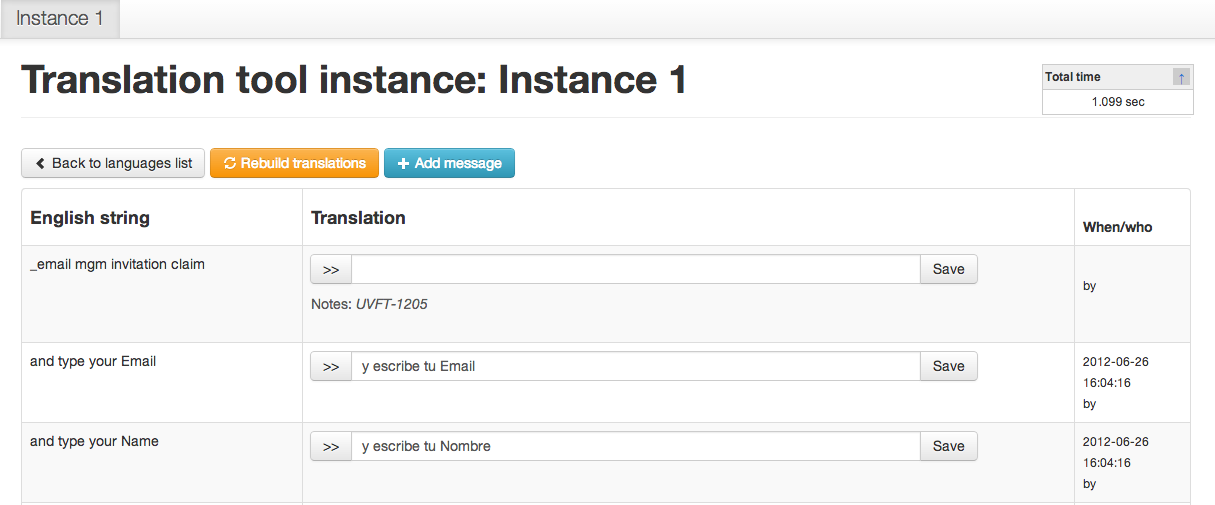 Instance 1
Translation tool instance: Instance 1
Total time ↑
1.099 sec
Back to languages list Rebuild translations Add message
English string Translation When/who
_email mgm invitation claim >> Save
by
Notes: UVFT-1205
and type your Email >> y escribe tu Email Save 2012-06-26
16:04:16
by
and type your Name >> y escribe tu Nombre Save 2012-06-26
16:04:16
by